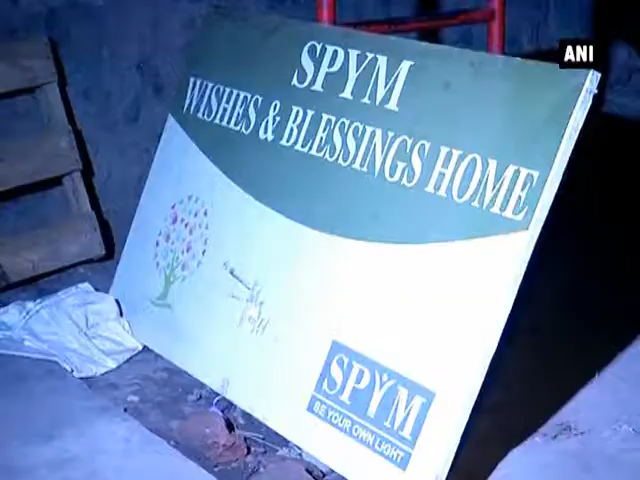 ANI
SPYM
WISHES & BLESSINGS HOME
SPYM
BE YOUR OWN LIGHT